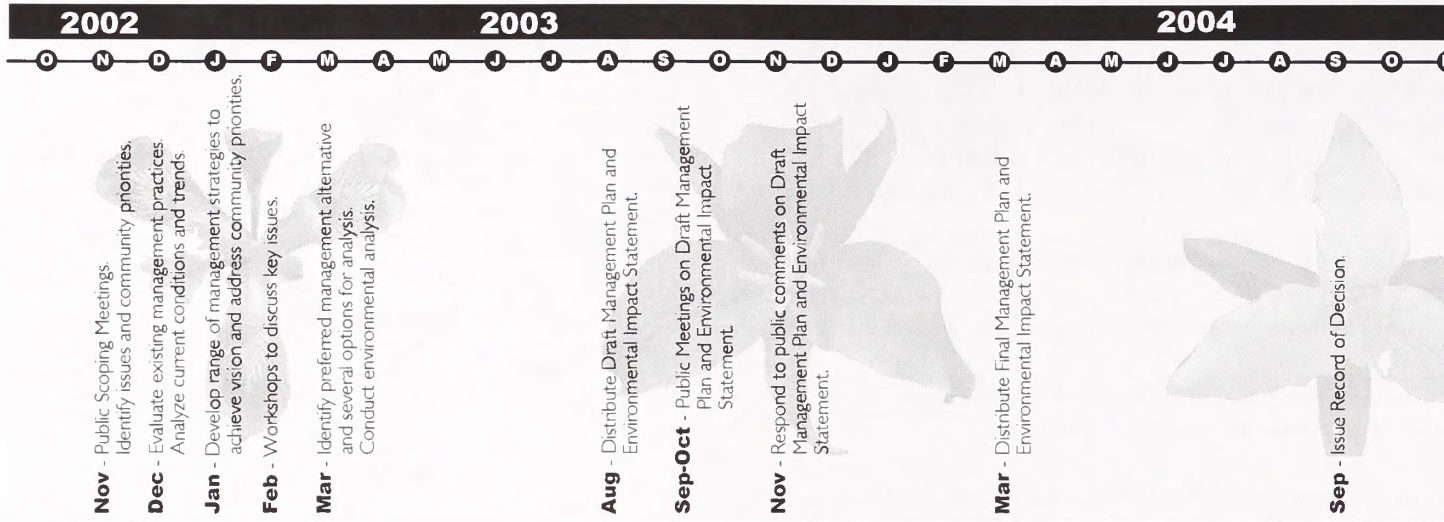 2002 2003 2004
O N D J F M A M J J A S O N D J F M A M J J A S O
Nov - Public Scoping Meetings.
Identify issues and community priorities.
Dec - Evaluate existing management practices.
Analyze current conditions and trends.
Jan - Develop range of management strategies to
achieve vision and address community priorities.
Feb - Workshops to discuss key issues.
Mar - Identify preferred management alternative
and several options for analysis.
Conduct environmental analysis.
Aug - Distribute Draft Management Plan and
Environmental Impact Statement.
Sep-Oct - Public Meetings on Draft Management
Plan and Environmental Impact
Statement.
Nov - Respond to public comments on Draft
Management Plan and Environmental Impact
Statement.
Mar - Distribute Final Management Plan and
Environmental Impact Statement.
Sep - Issue Record of Decision.